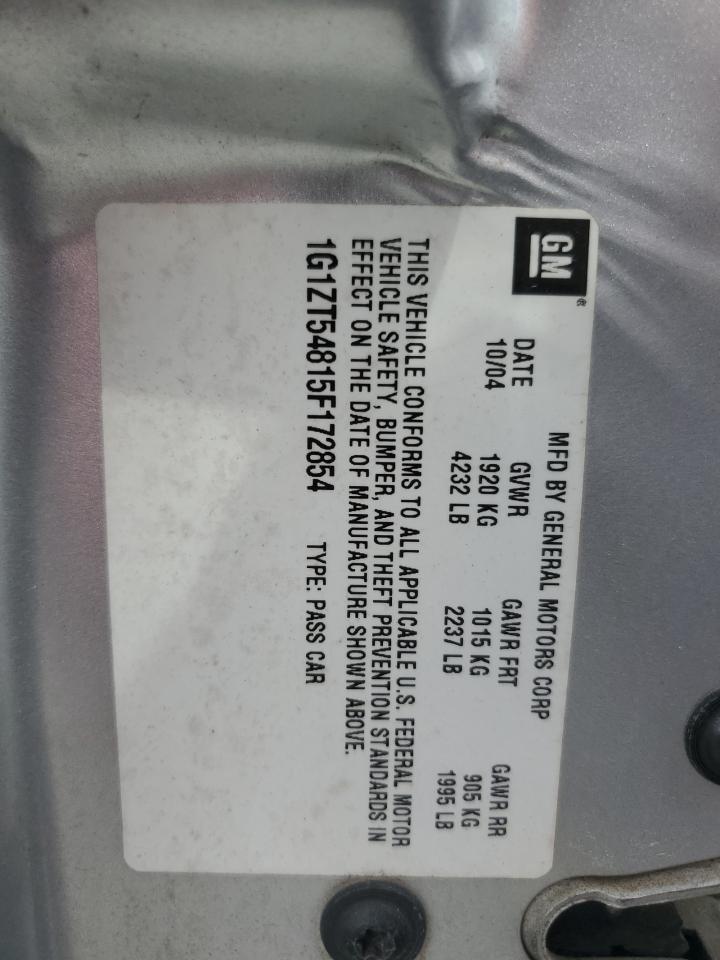 GM®
MFD BY GENERAL MOTORS CORP
DATE GVWR GAWR FRT GAWR RR
10/04 1920 KG 1015 KG 905 KG
4232 LB 2237 LB 1995 LB
THIS VEHICLE CONFORMS TO ALL APPLICABLE U.S. FEDERAL MOTOR
VEHICLE SAFETY, BUMPER, AND THEFT PREVENTION STANDARDS IN
EFFECT ON THE DATE OF MANUFACTURE SHOWN ABOVE.
1G1ZT54815F172854 TYPE: PASS CAR